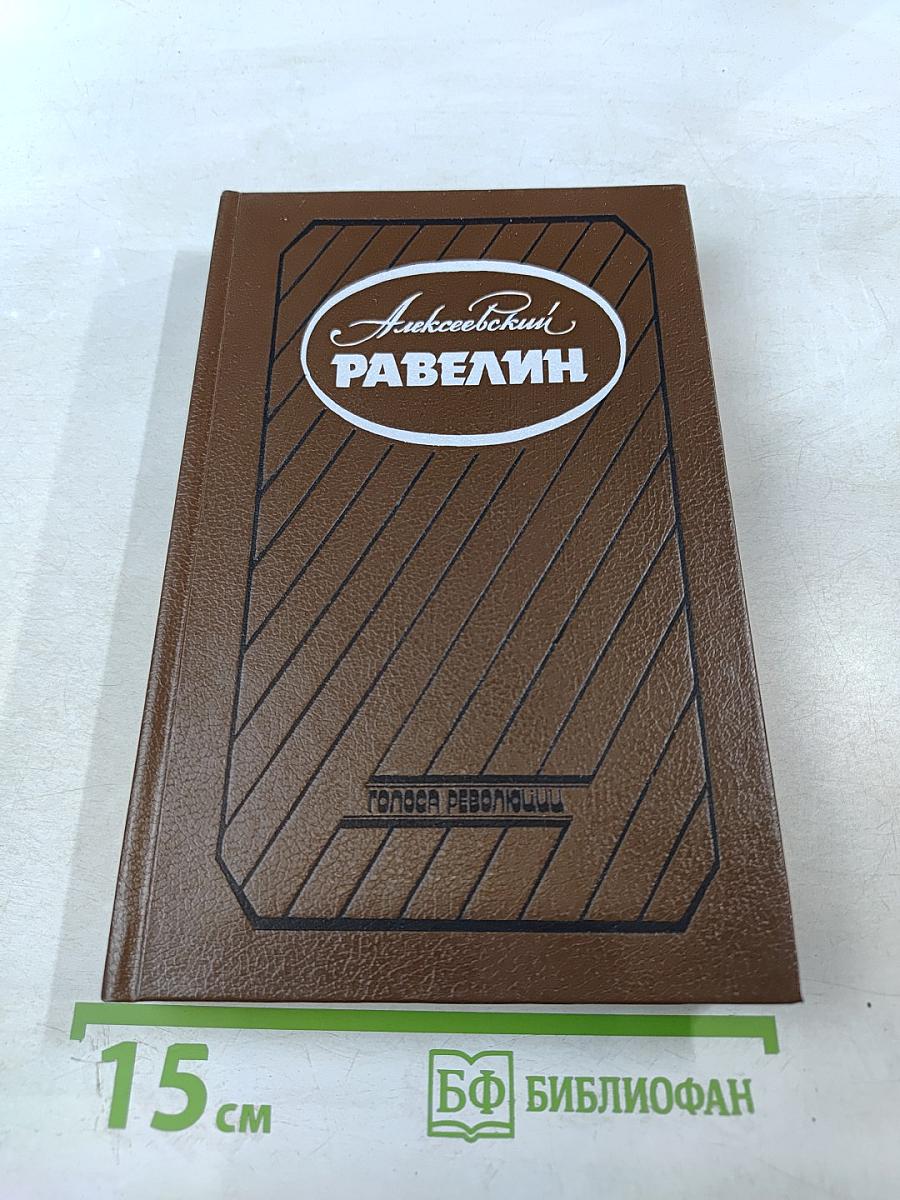 Алексеевский
РАВЕЛИН
ГОЛОСА РЕВОЛЮЦИИ
15 см
БФ БИБЛИОФАН